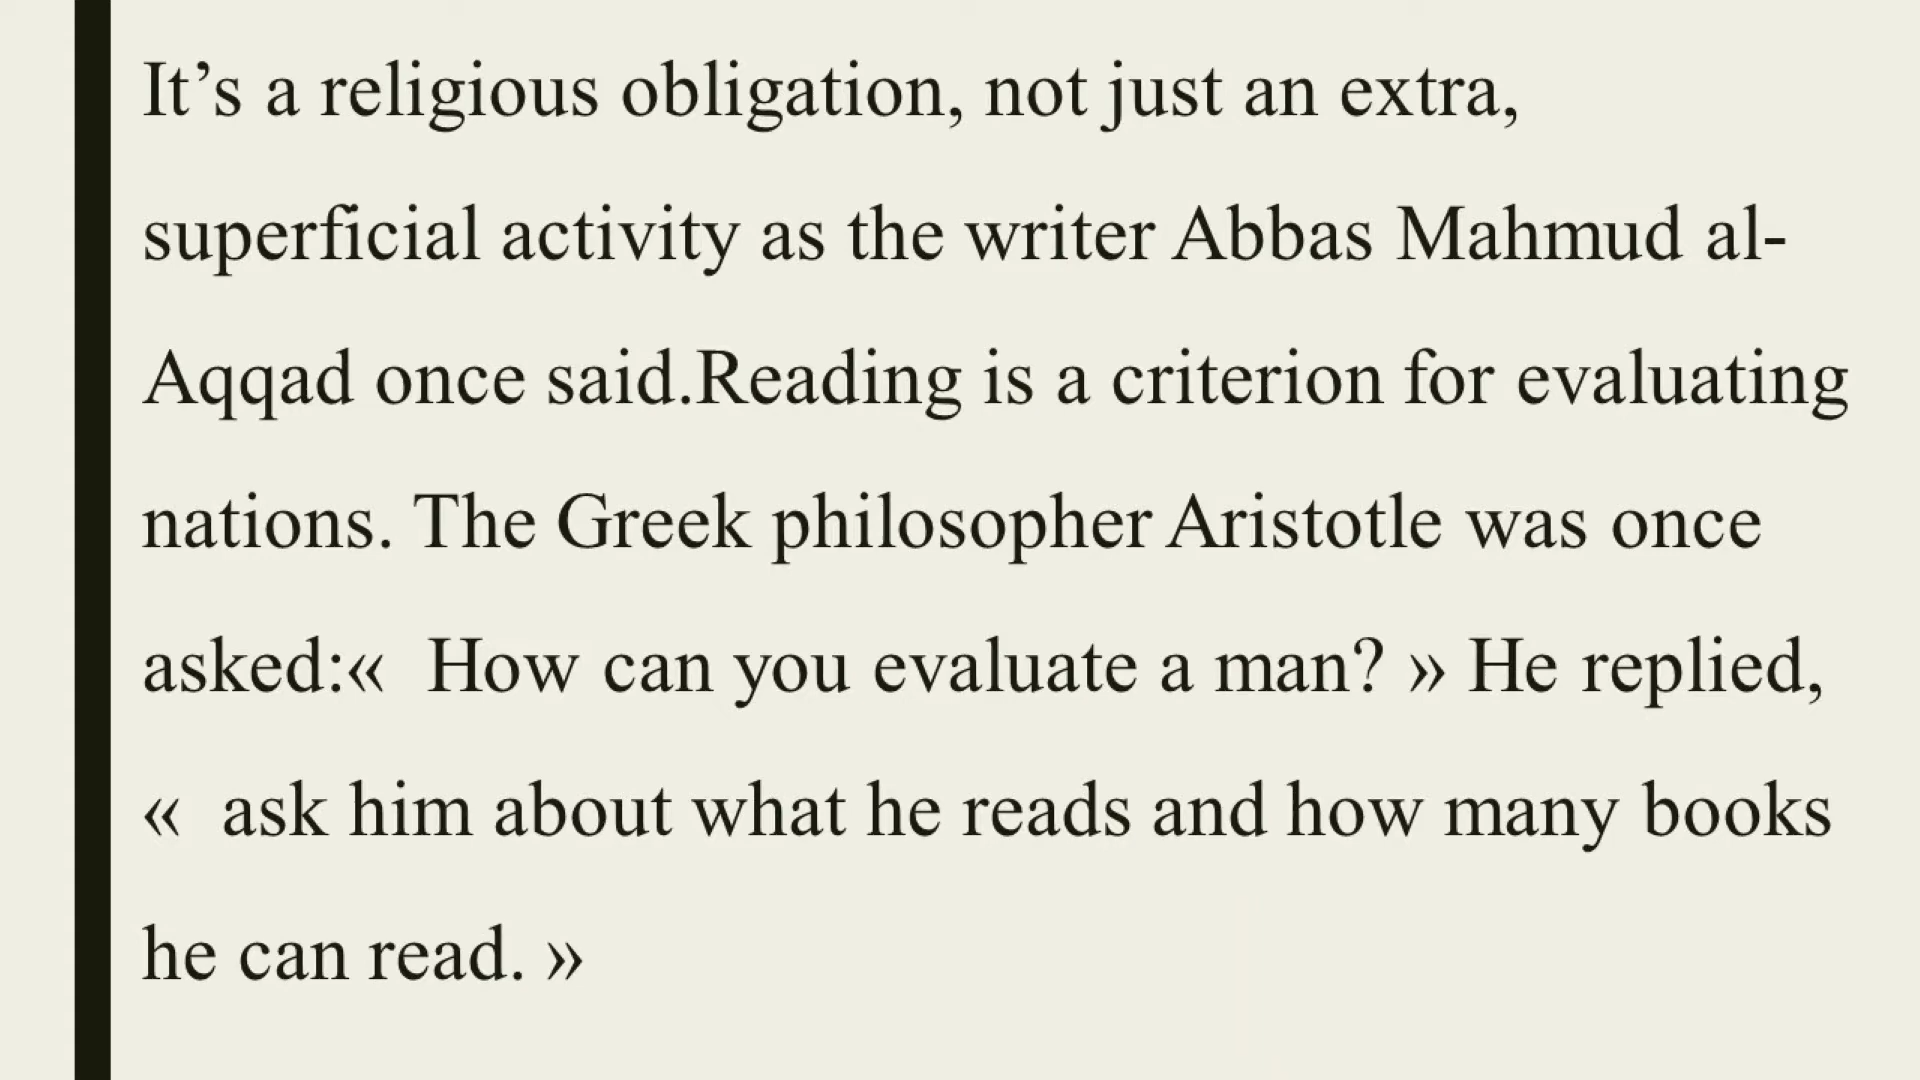 It’s a religious obligation, not just an extra,
superficial activity as the writer Abbas Mahmud al-
Aqqad once said.Reading is a criterion for evaluating
nations. The Greek philosopher Aristotle was once
asked:«  How can you evaluate a man? » He replied,
«  ask him about what he reads and how many books
he can read. »